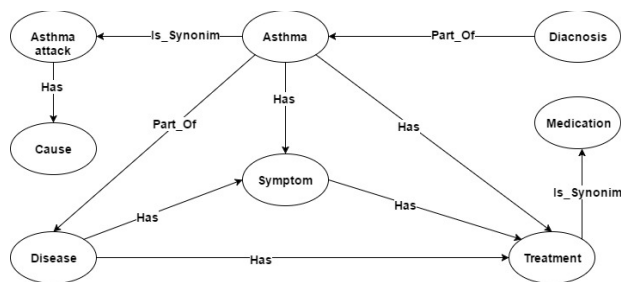 Asthma
attack
Is_Synonim
Asthma
Part_Of
Diacnosis
Has
Has
Part_Of
Has
Medication
Cause
Symptom
Is_Synonim
Has
Has
Disease
Has
Treatment